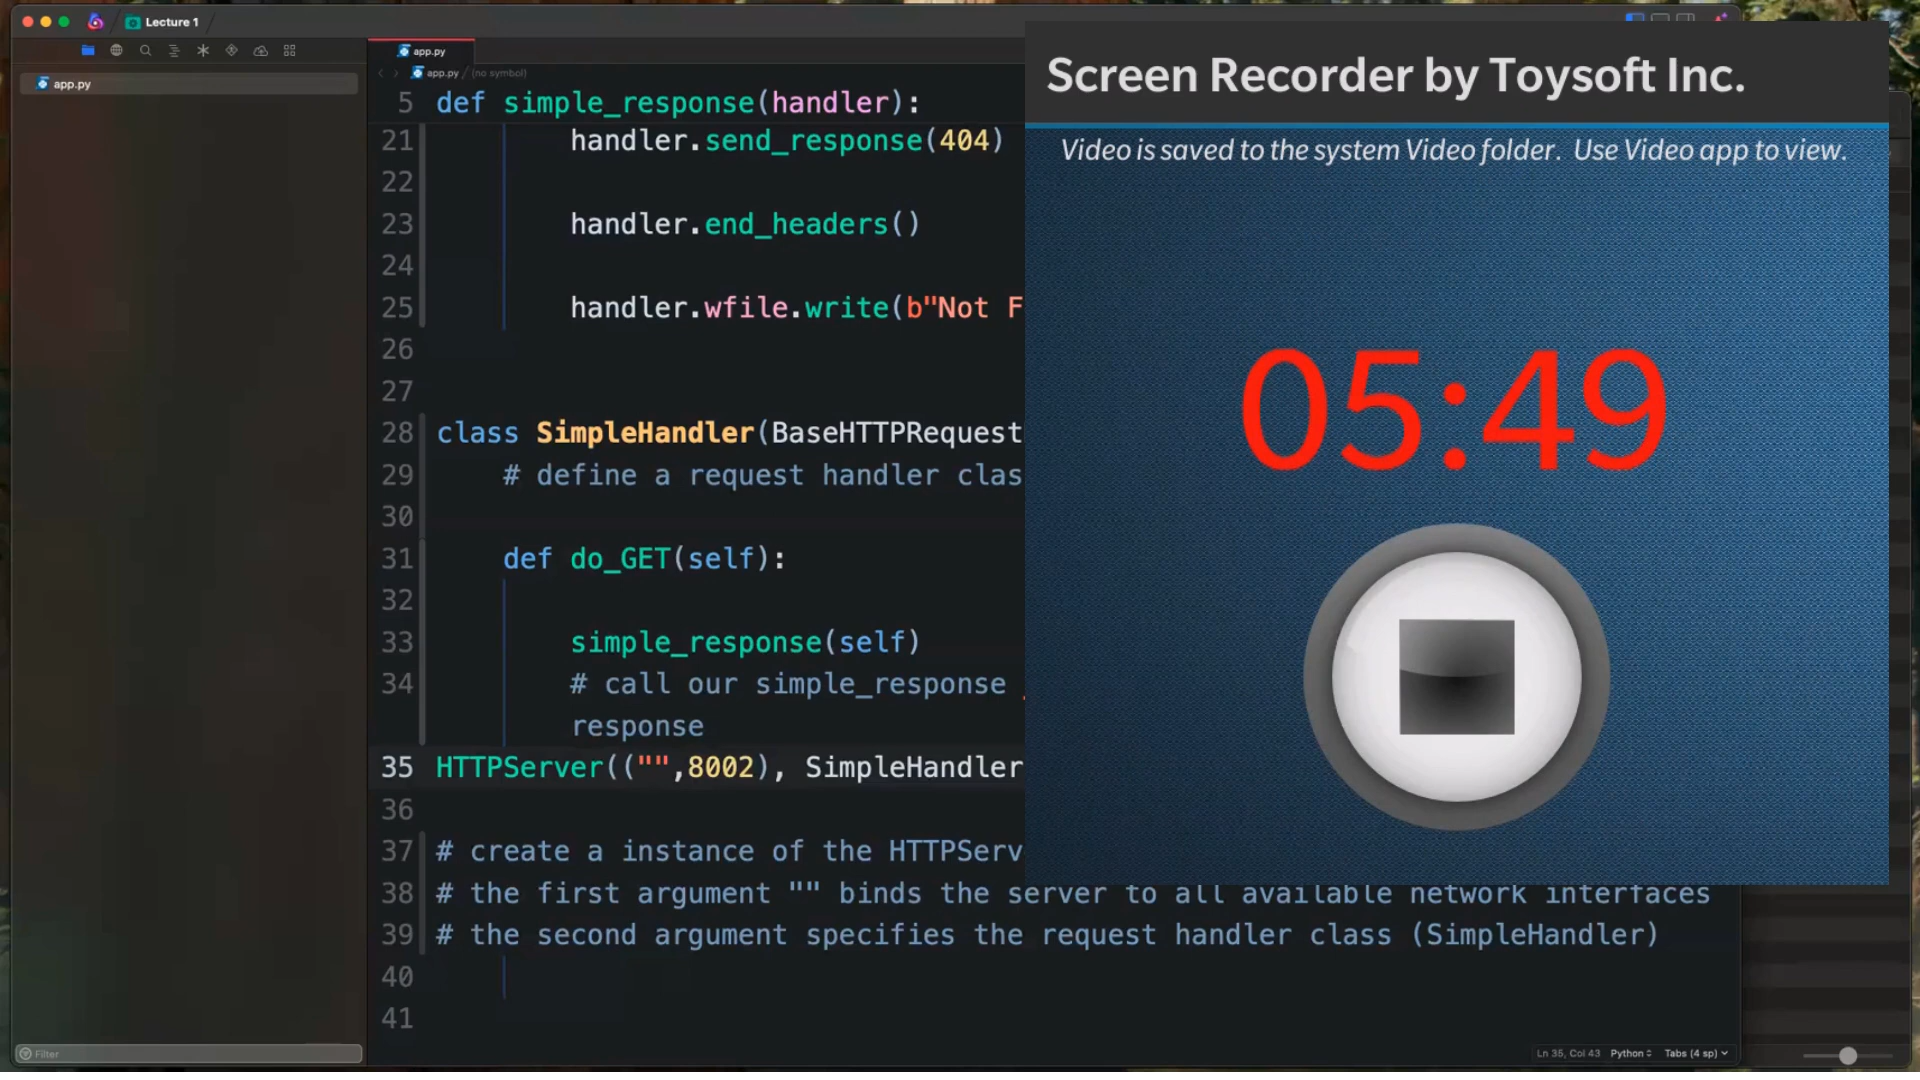 Lecture 1
app.py
app.py
app.py (no symbol)
5 def simple_response(handler):
21 handler.send_response(404)
22
23 handler.end_headers()
24
25 handler.wfile.write(b"Not F
26
27
28 class SimpleHandler(BaseHTTPRequest
29 # define a request handler clas
30
31 def do_GET(self):
32
33 simple_response(self)
34 # call our simple_response
response
35 HTTPServer(("",8002), SimpleHandler
36
37 # create a instance of the HTTPServ
38 # the first argument "" binds the server to all available network interfaces
39 # the second argument specifies the request handler class (SimpleHandler)
40
41
Filter
Ln 35, Col 43 Python Tabs (4 sp)
Screen Recorder by Toysoft Inc.
Video is saved to the system Video folder. Use Video app to view.
05:49